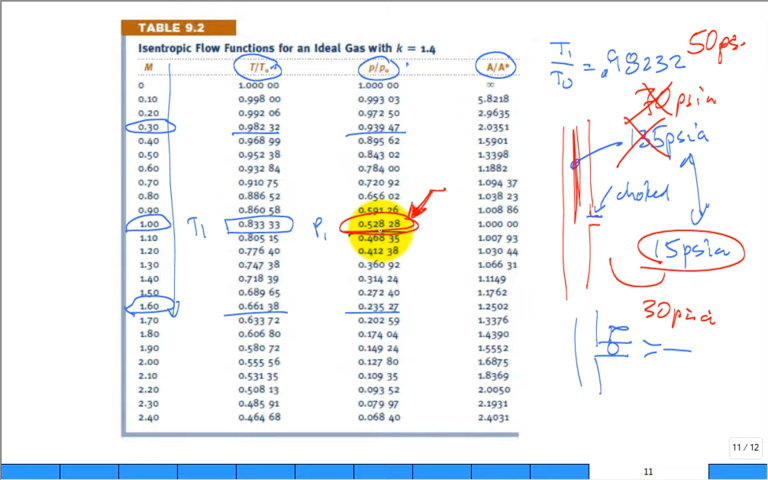 TABLE 9.2
Isentropic Flow Functions for an Ideal Gas with k = 1.4
M T/T₀ p/p₀ A/A*
0 1.000 00 1.000 00 ∞
0.10 0.998 00 0.993 03 5.8218
0.20 0.992 06 0.972 50 2.9635
0.30 0.982 32 0.939 47 2.0351
0.40 0.968 99 0.895 62 1.5901
0.50 0.952 38 0.843 02 1.3398
0.60 0.932 84 0.784 00 1.1882
0.70 0.910 75 0.720 92 1.094 37
0.80 0.886 52 0.656 02 1.038 23
0.90 0.860 58 0.591 26 1.008 86
T₁ P₁
1.00 0.833 33 0.528 28 1.000 00
1.10 0.805 15 0.468 35 1.007 93
1.20 0.776 40 0.412 38 1.030 44
1.30 0.747 38 0.360 92 1.066 31
1.40 0.718 39 0.314 24 1.1149
1.50 0.689 65 0.272 40 1.1762
1.60 0.661 38 0.235 27 1.2502
1.70 0.633 72 0.202 59 1.3376
1.80 0.606 80 0.174 04 1.4390
1.90 0.580 72 0.149 24 1.5552
2.00 0.555 56 0.127 80 1.6875
2.10 0.531 35 0.109 35 1.8369
2.20 0.508 13 0.093 52 2.0050
2.30 0.485 91 0.079 97 2.1931
2.40 0.464 68 0.068 40 2.4031
T₁/T₀ = .98232
50psi
psia
135psia
choked
15psia
30psia
11 / 12
11